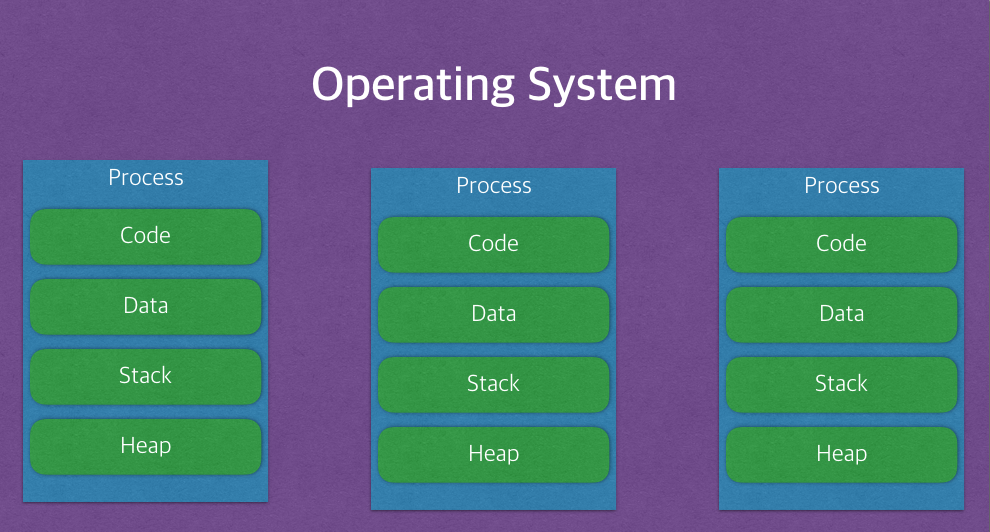 Operating System
Process
Code
Data
Stack
Heap
Process
Code
Data
Stack
Heap
Process
Code
Data
Stack
Heap